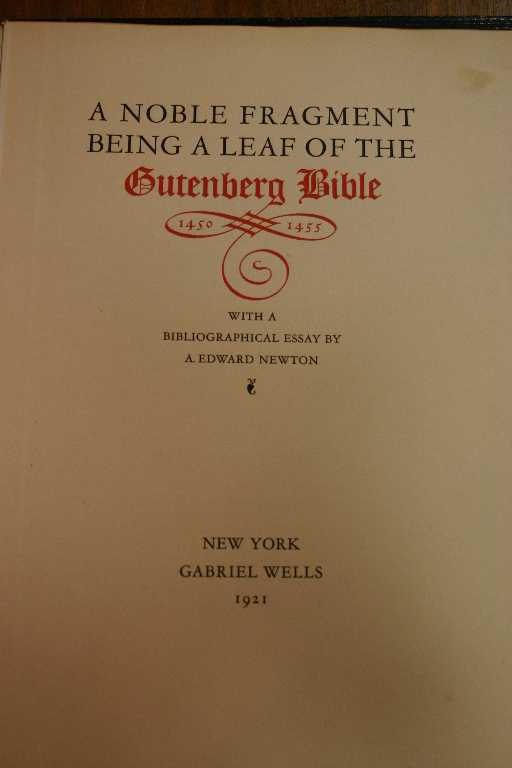 A NOBLE FRAGMENT
BEING A LEAF OF THE
Gutenberg Bible
1450 1455
WITH A
BIBLIOGRAPHICAL ESSAY BY
A. EDWARD NEWTON
NEW YORK
GABRIEL WELLS
1921